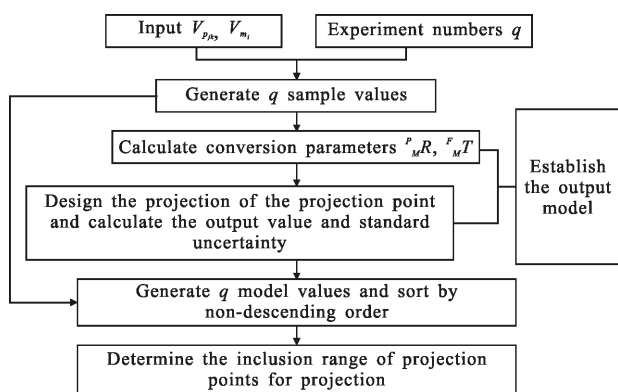 Input V_{p_{jk}}, V_{m_i}
Experiment numbers q
Generate q sample values
Calculate conversion parameters ^P_M R, ^F_M T
Establish
the output
model
Design the projection of the projection point
and calculate the output value and standard
uncertainty
Generate q model values and sort by
non-descending order
Determine the inclusion range of projection
points for projection